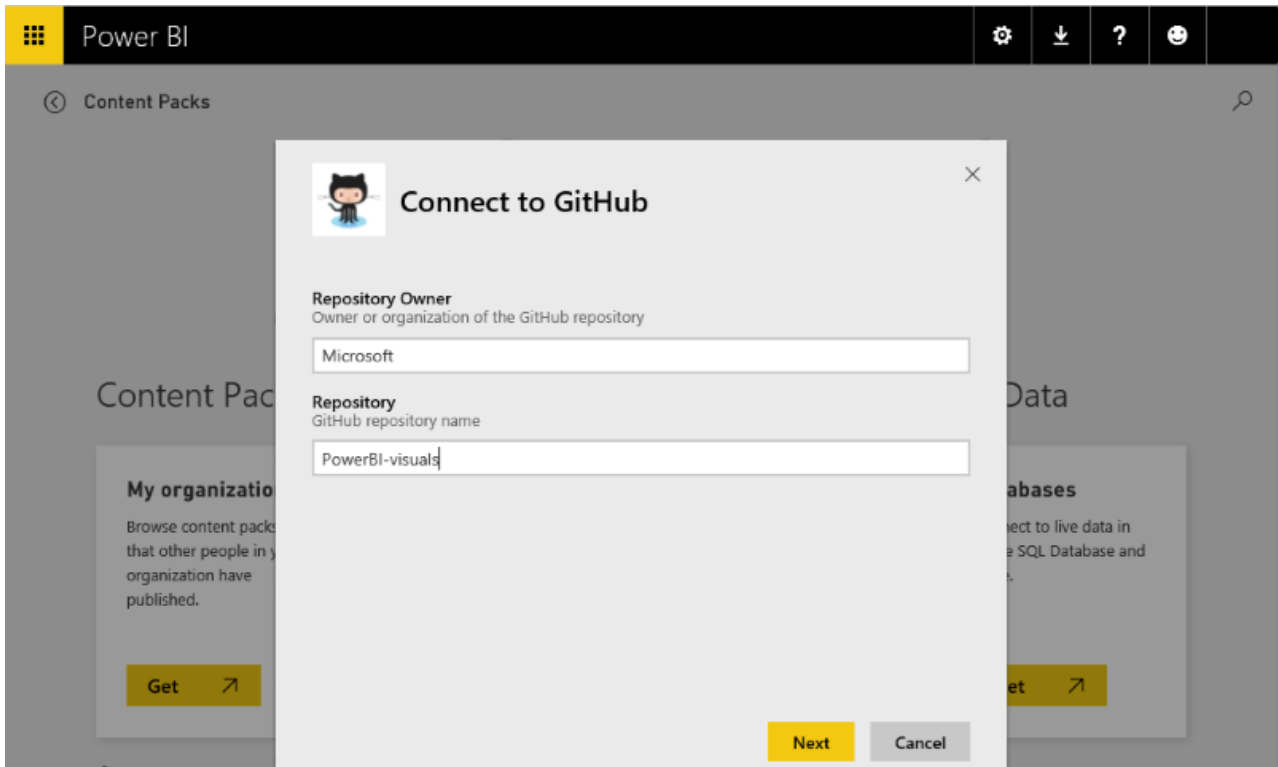 Power BI
?
Content Packs
Connect to GitHub
Repository Owner
Owner or organization of the GitHub repository
Microsoft
Repository
GitHub repository name
PowerBI-visuals
Content Pac
Data
My organizatio
Browse content packs
that other people in y
organization have
published.
Get
abases
nect to live data in
e SQL Database and
et
Next
Cancel